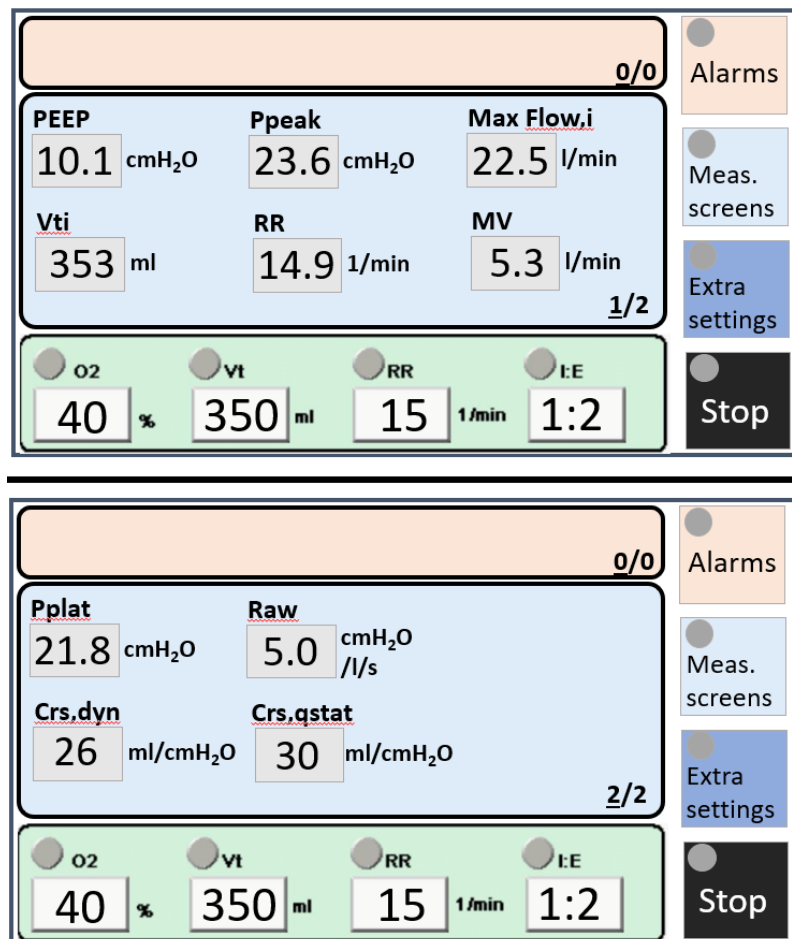 0/0
Alarms
PEEP Ppeak Max Flow,i
10.1 cmH₂O 23.6 cmH₂O 22.5 l/min
Meas.
screens
Vti RR MV
353 ml 14.9 1/min 5.3 l/min
1/2
Extra
settings
O2 Vt RR I:E
40 % 350 ml 15 1/min 1:2
Stop
0/0
Alarms
Pplat Raw
21.8 cmH₂O 5.0 cmH₂O
/l/s
Meas.
screens
Crs,dyn Crs,qstat
26 ml/cmH₂O 30 ml/cmH₂O
2/2
Extra
settings
O2 Vt RR I:E
40 % 350 ml 15 1/min 1:2
Stop